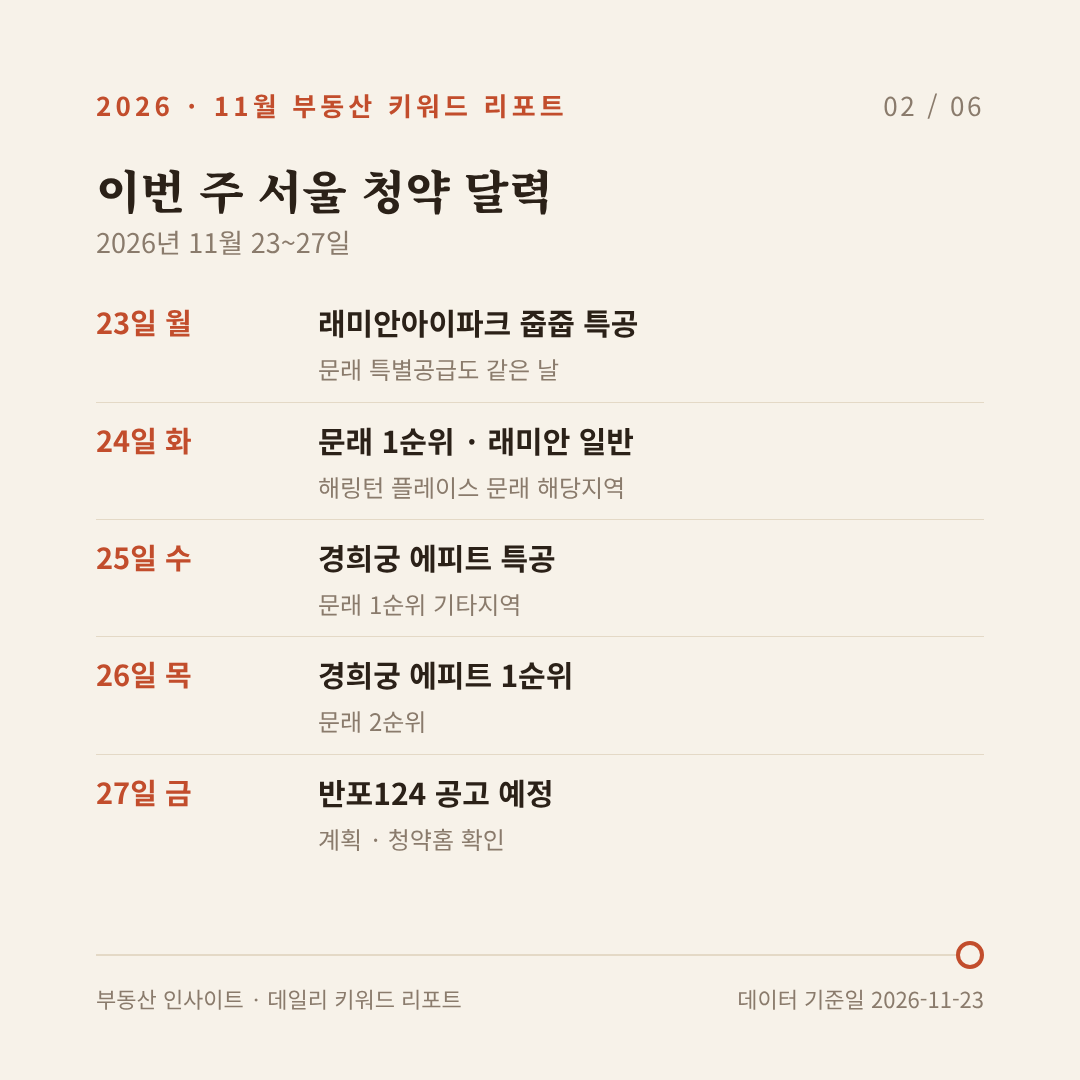 2026 · 11월 부동산 키워드 리포트
02 / 06
이번 주 서울 청약 달력
2026년 11월 23~27일
23일 월
래미안아이파크 줍줍 특공
문래 특별공급도 같은 날
24일 화
문래 1순위 · 래미안 일반
해링턴 플레이스 문래 해당지역
25일 수
경희궁 에피트 특공
문래 1순위 기타지역
26일 목
경희궁 에피트 1순위
문래 2순위
27일 금
반포124 공고 예정
계획 · 청약홈 확인
부동산 인사이트 · 데일리 키워드 리포트
데이터 기준일 2026-11-23